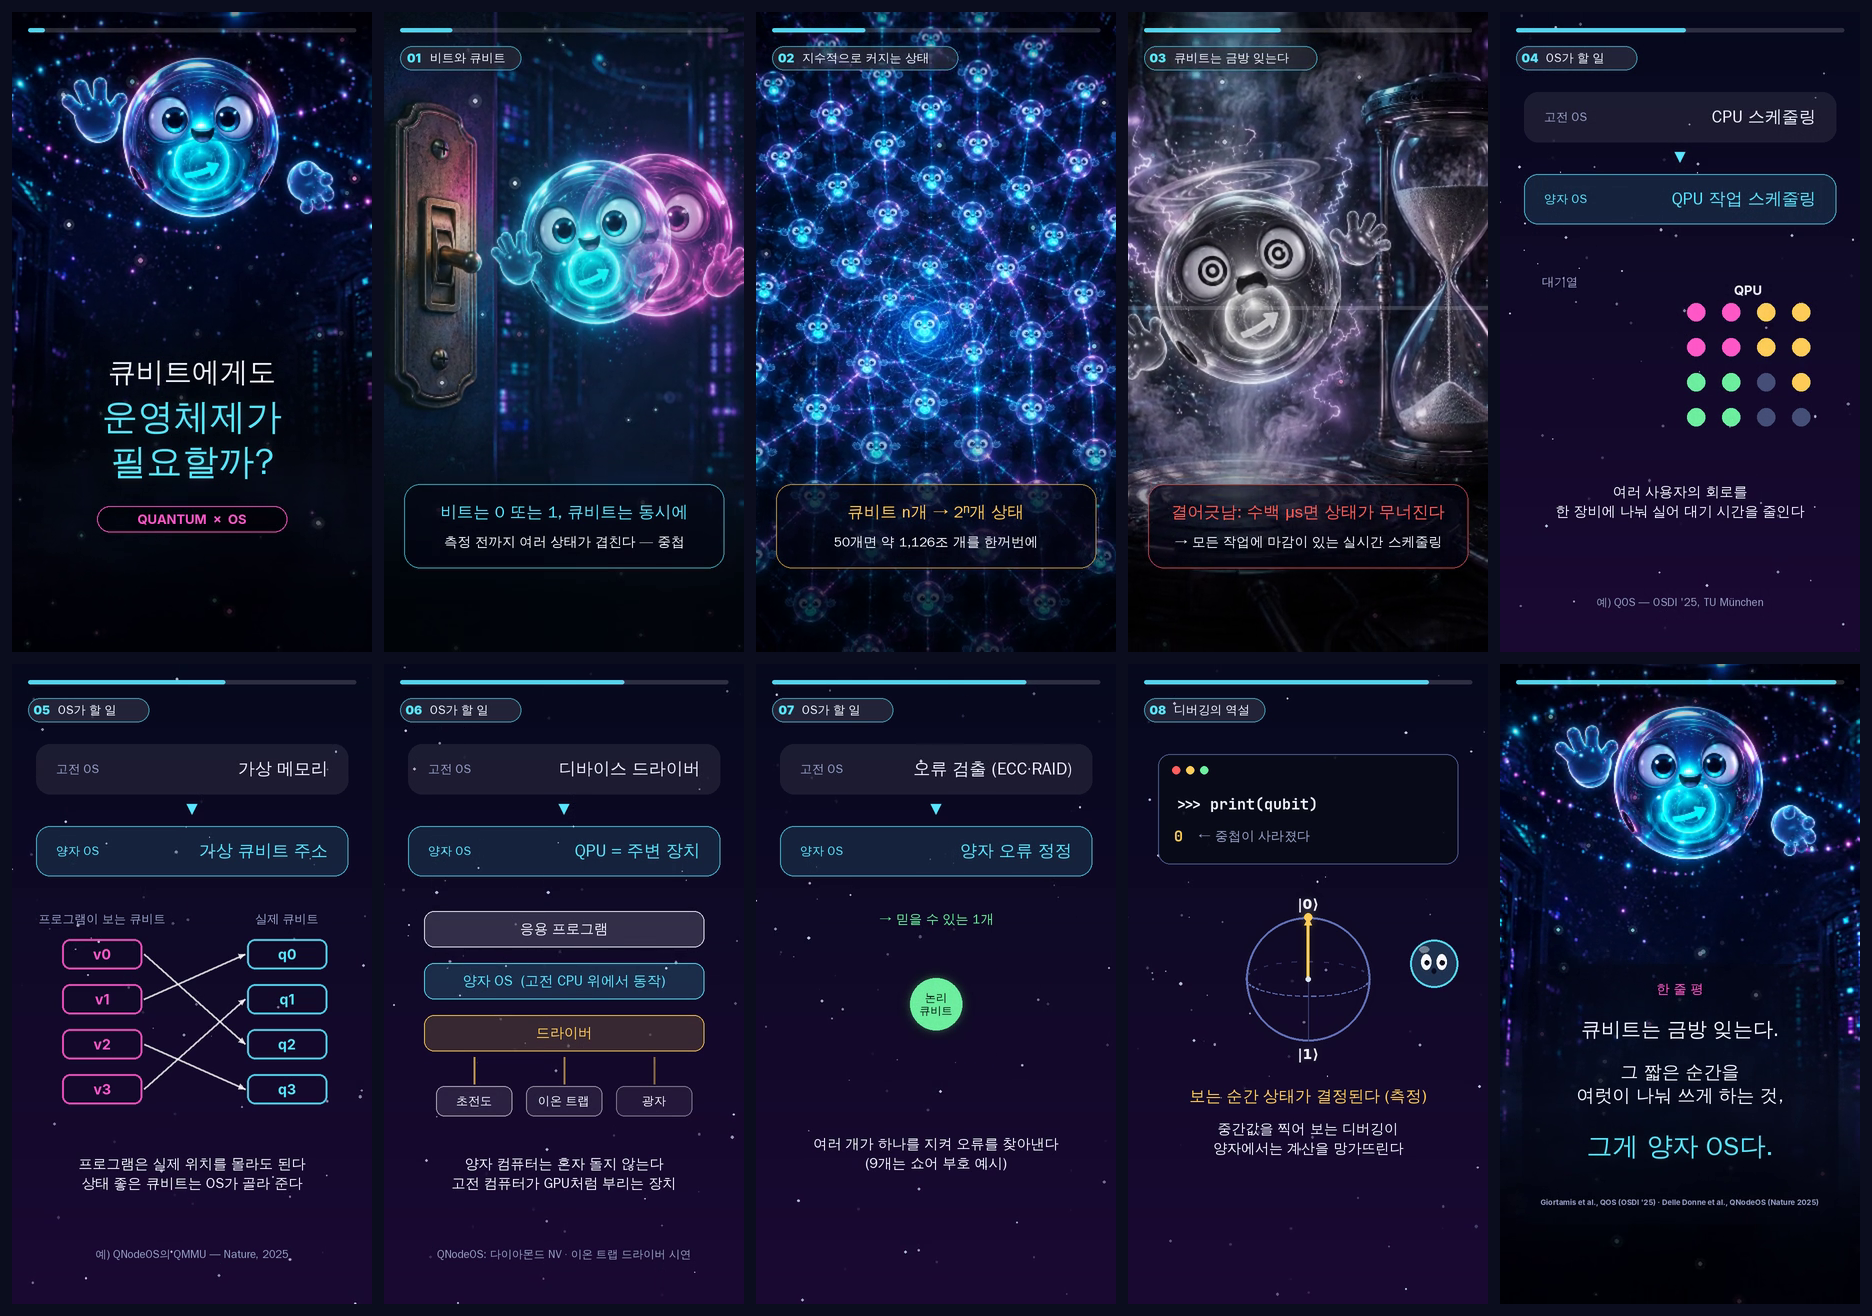 큐비트에게도
운영체제가
필요할까?
QUANTUM × OS
01 비트와 큐비트
비트는 0 또는 1, 큐비트는 동시에
측정 전까지 여러 상태가 겹친다 — 중첩
02 지수적으로 커지는 상태
큐비트 n개 → 2ⁿ개 상태
50개면 약 1,126조 개를 한꺼번에
03 큐비트는 금방 잊는다
결어긋남: 수백 μs면 상태가 무너진다
→ 모든 작업에 마감이 있는 실시간 스케줄링
04 OS가 할 일
고전 OS CPU 스케줄링
▼
양자 OS QPU 작업 스케줄링
대기열
QPU
여러 사용자의 회로를
한 장비에 나눠 실어 대기 시간을 줄인다
예) QOS — OSDI '25, TU München
05 OS가 할 일
고전 OS 가상 메모리
▼
양자 OS 가상 큐비트 주소
프로그램이 보는 큐비트 실제 큐비트
v0 q0
v1 q1
v2 q2
v3 q3
프로그램은 실제 위치를 몰라도 된다
상태 좋은 큐비트는 OS가 골라 준다
예) QNodeOS의 QMMU — Nature, 2025
06 OS가 할 일
고전 OS 디바이스 드라이버
▼
양자 OS QPU = 주변 장치
응용 프로그램
양자 OS (고전 CPU 위에서 동작)
드라이버
초전도 이온 트랩 광자
양자 컴퓨터는 혼자 돌지 않는다
고전 컴퓨터가 GPU처럼 부리는 장치
QNodeOS: 다이아몬드 NV · 이온 트랩 드라이버 시연
07 OS가 할 일
고전 OS 오류 검출 (ECC·RAID)
▼
양자 OS 양자 오류 정정
→ 믿을 수 있는 1개
논리
큐비트
여러 개가 하나를 지켜 오류를 찾아낸다
(9개는 쇼어 부호 예시)
08 디버깅의 역설
>>> print(qubit)
0 ← 중첩이 사라졌다
|0⟩
|1⟩
보는 순간 상태가 결정된다 (측정)
중간값을 찍어 보는 디버깅이
양자에서는 계산을 망가뜨린다
한 줄 평
큐비트는 금방 잊는다.
그 짧은 순간을
여럿이 나눠 쓰게 하는 것,
그게 양자 OS다.
Giortamis et al., QOS (OSDI '25) · Delle Donne et al., QNodeOS (Nature 2025)